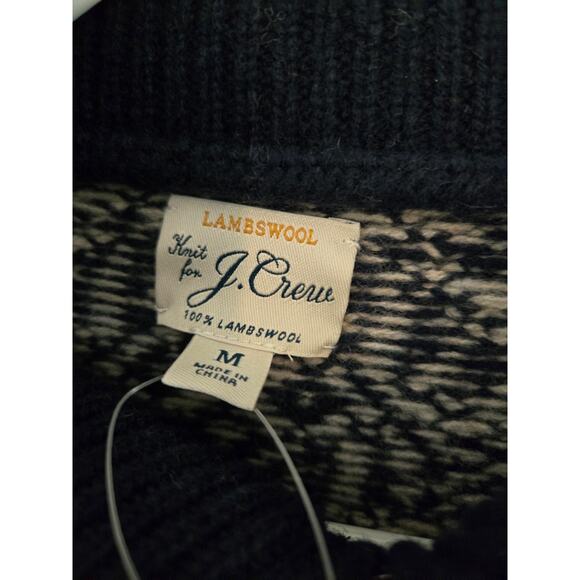 LAMBSWOOL
Knit for J.Crew
100% LAMBSWOOL
M
MADE IN
CHINA